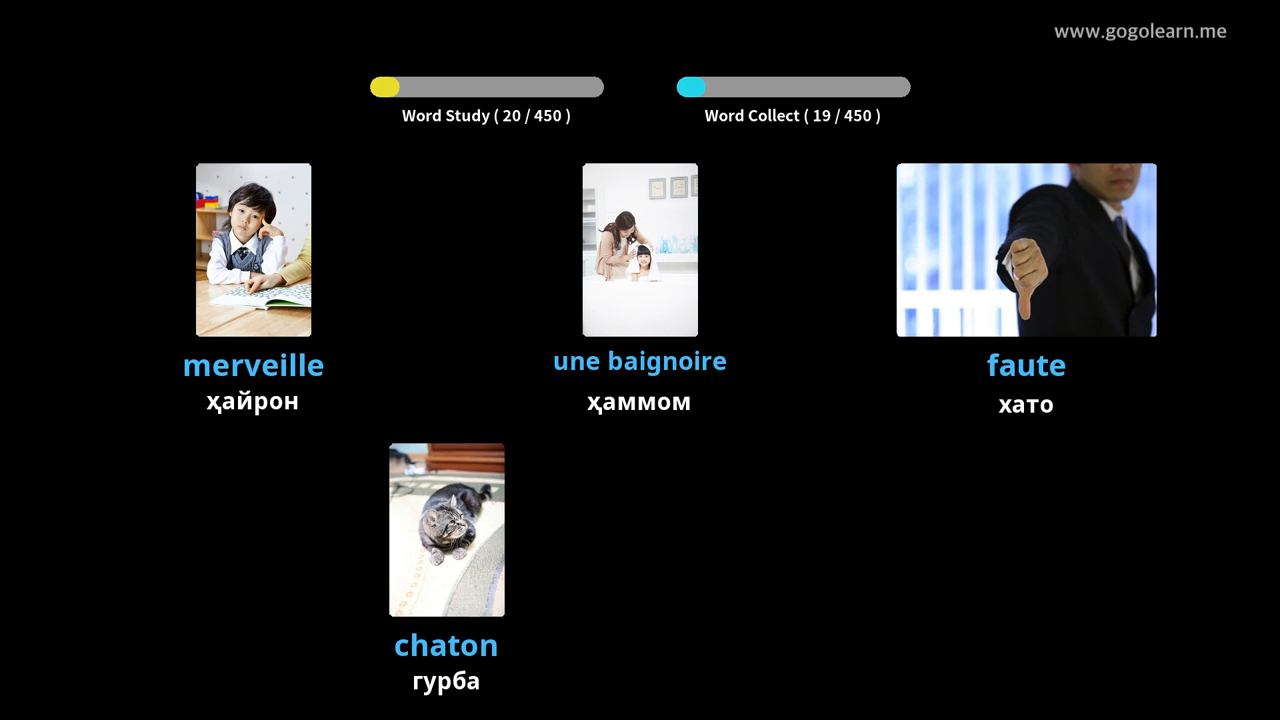 www.gogolearn.me
Word Study ( 20 / 450 )
Word Collect ( 19 / 450 )
merveille
ҳайрон
une baignoire
ҳаммом
faute
хато
chaton
гурба